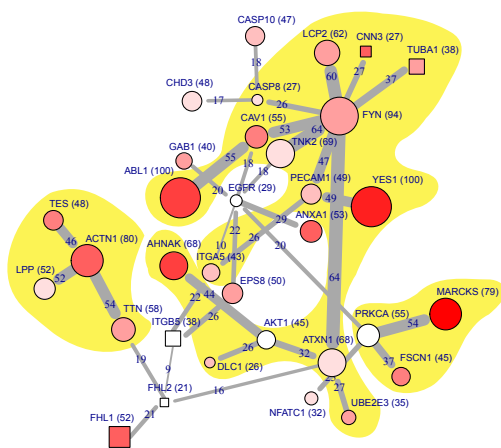 CASP10 (47)
LCP2 (62)
CNN3 (27)
TUBA1 (38)
18
60
27
37
CHD3 (48)
CASP8 (27)
17
26
FYN (94)
CAV1 (55)
53
64
TNK2 (69)
GAB1 (40)
55
18
18
47
ABL1 (100)
20
EGFR (29)
PECAM1 (49)
49
YES1 (100)
TES (48)
29
ANXA1 (53)
ACTN1 (80)
46
AHNAK (68)
10
22
26
20
ITGA5 (43)
LPP (52)
52
64
54
44
22
EPS8 (50)
MARCKS (79)
TTN (58)
26
ITGB5 (38)
AKT1 (45)
PRKCA (55)
54
19
9
26
32
ATXN1 (68)
37
FSCN1 (45)
DLC1 (26)
FHL2 (21)
16
27
NFATC1 (32)
UBE2E3 (35)
FHL1 (52)
21